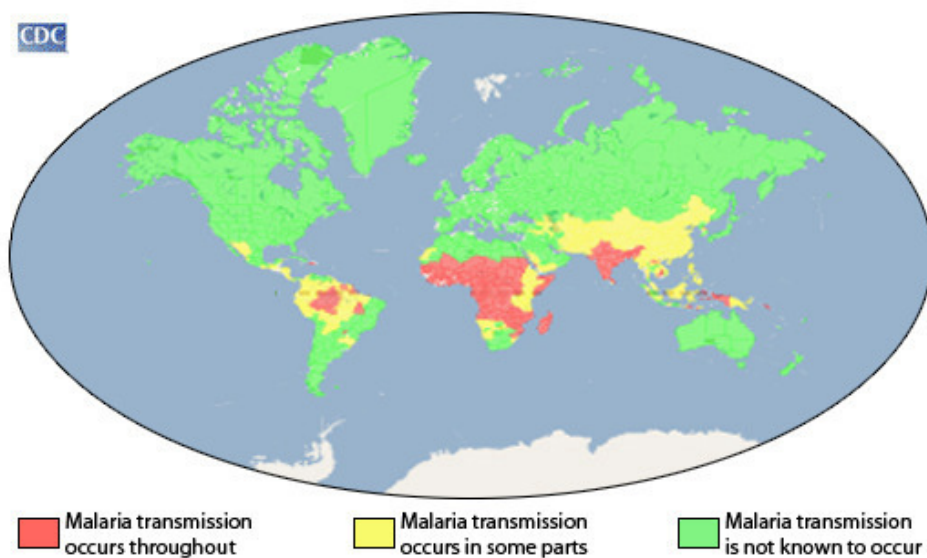 CDC
Malaria transmission
occurs throughout
Malaria transmission
occurs in some parts
Malaria transmission
is not known to occur